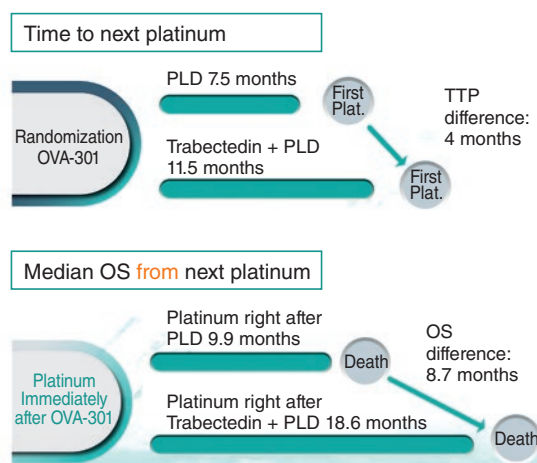 Time to next platinum
PLD 7.5 months
First
Plat.
TTP
difference:
4 months
Randomization
OVA-301
Trabectedin + PLD
11.5 months
First
Plat.
Median OS from next platinum
Platinum right after
PLD 9.9 months
Death
OS
difference:
8.7 months
Platinum
Immediately
after OVA-301
Platinum right after
Trabectedin + PLD 18.6 months
Death